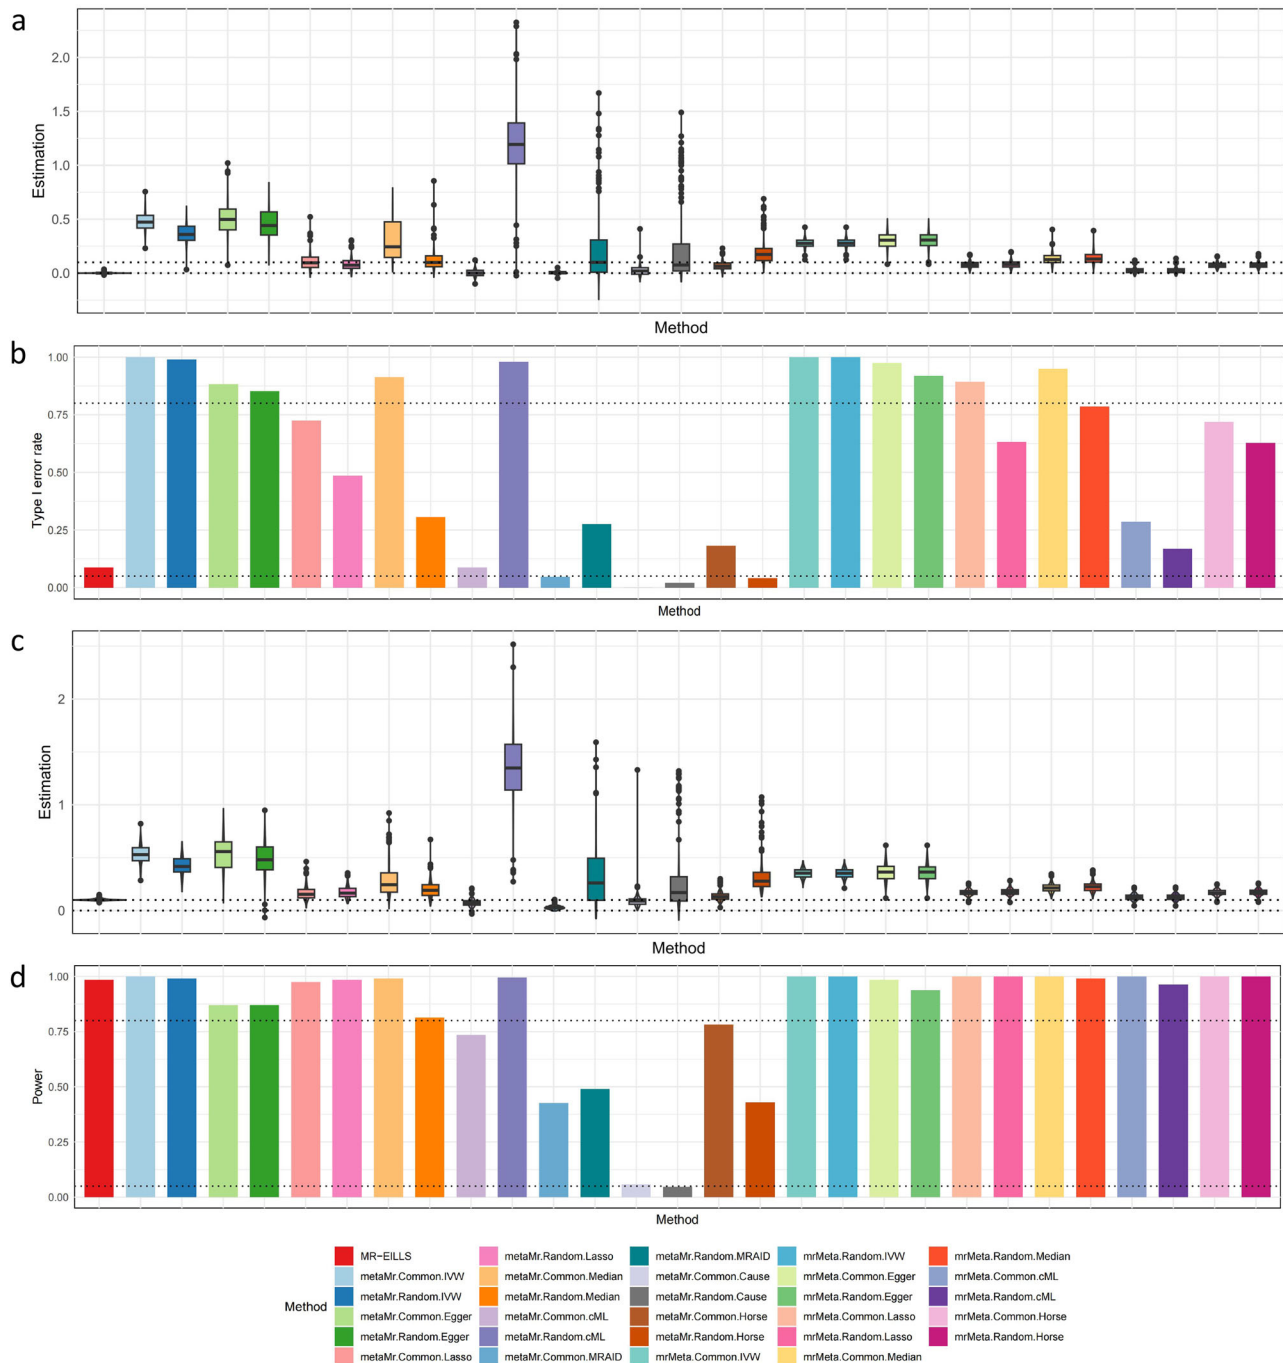 a
2.0
1.5
1.0
0.5
0.0
Estimation
Method
b
1.00
0.75
0.50
0.25
0.00
Type I error rate
Method
c
2
1
0
Estimation
Method
d
1.00
0.75
0.50
0.25
0.00
Power
Method
Method
MR−EILLS
metaMr.Common.IVW
metaMr.Random.IVW
metaMr.Common.Egger
metaMr.Random.Egger
metaMr.Common.Lasso
metaMr.Random.Lasso
metaMr.Common.Median
metaMr.Random.Median
metaMr.Common.cML
metaMr.Random.cML
metaMr.Common.MRAID
metaMr.Random.MRAID
metaMr.Common.Cause
metaMr.Random.Cause
metaMr.Common.Horse
metaMr.Random.Horse
mrMeta.Common.IVW
mrMeta.Random.IVW
mrMeta.Common.Egger
mrMeta.Random.Egger
mrMeta.Common.Lasso
mrMeta.Random.Lasso
mrMeta.Common.Median
mrMeta.Random.Median
mrMeta.Common.cML
mrMeta.Random.cML
mrMeta.Common.Horse
mrMeta.Random.Horse